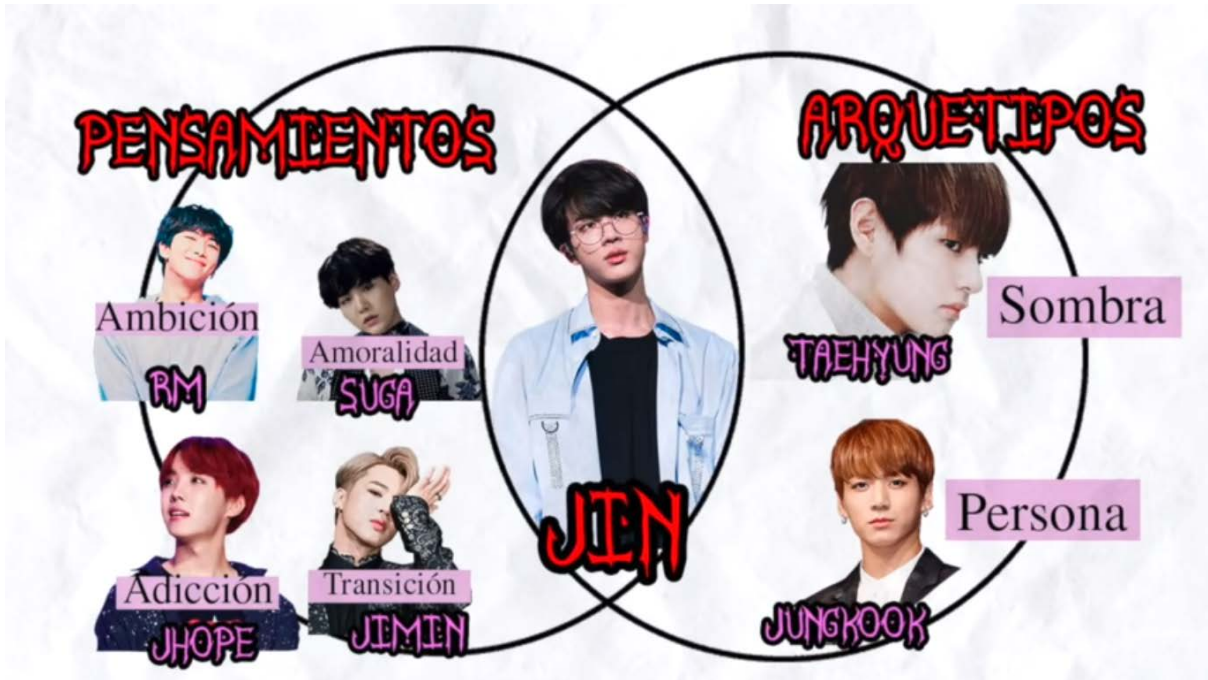 PENSAMIENTOS
Ambición
RM
Amoralidad
SUGA
Adicción
JHOPE
Transición
JIMIN
JIN
ARQUETIPOS
TAEHYUNG
Sombra
Persona
JUNGKOOK